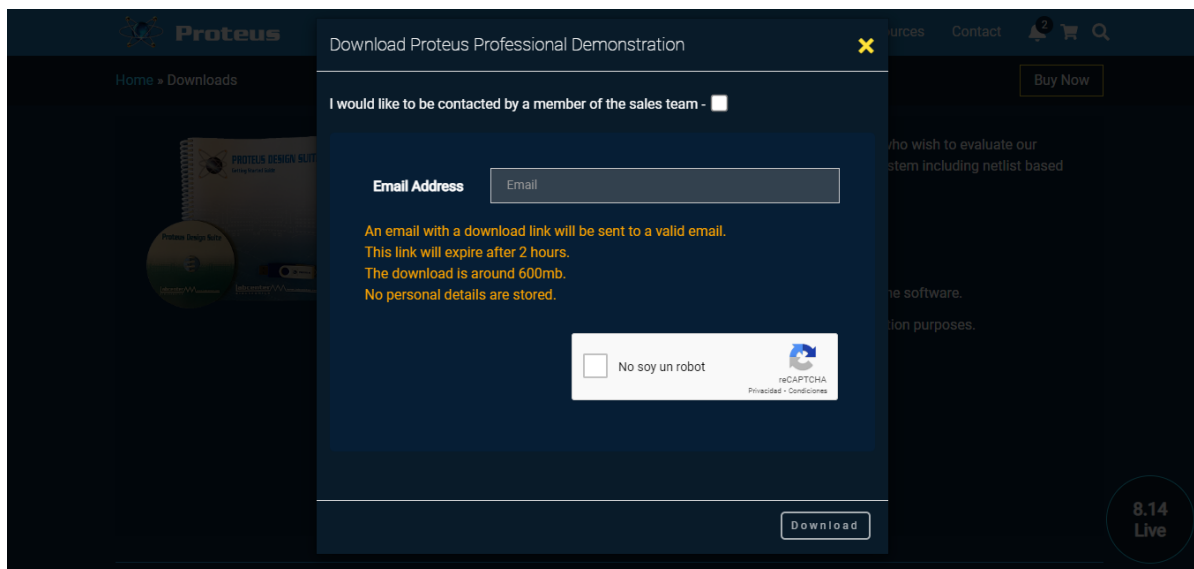 Proteus
urces Contact 2
Home » Downloads
Buy Now
Download Proteus Professional Demonstration
I would like to be contacted by a member of the sales team -
who wish to evaluate our
stem including netlist based
PROTEUS DESIGN SUIT
Proteus Design Suite
Email Address
Email
An email with a download link will be sent to a valid email.
This link will expire after 2 hours.
The download is around 600mb.
No personal details are stored.
he software.
tion purposes.
No soy un robot
reCAPTCHA
Privacidad - Condiciones
Download
8.14
Live